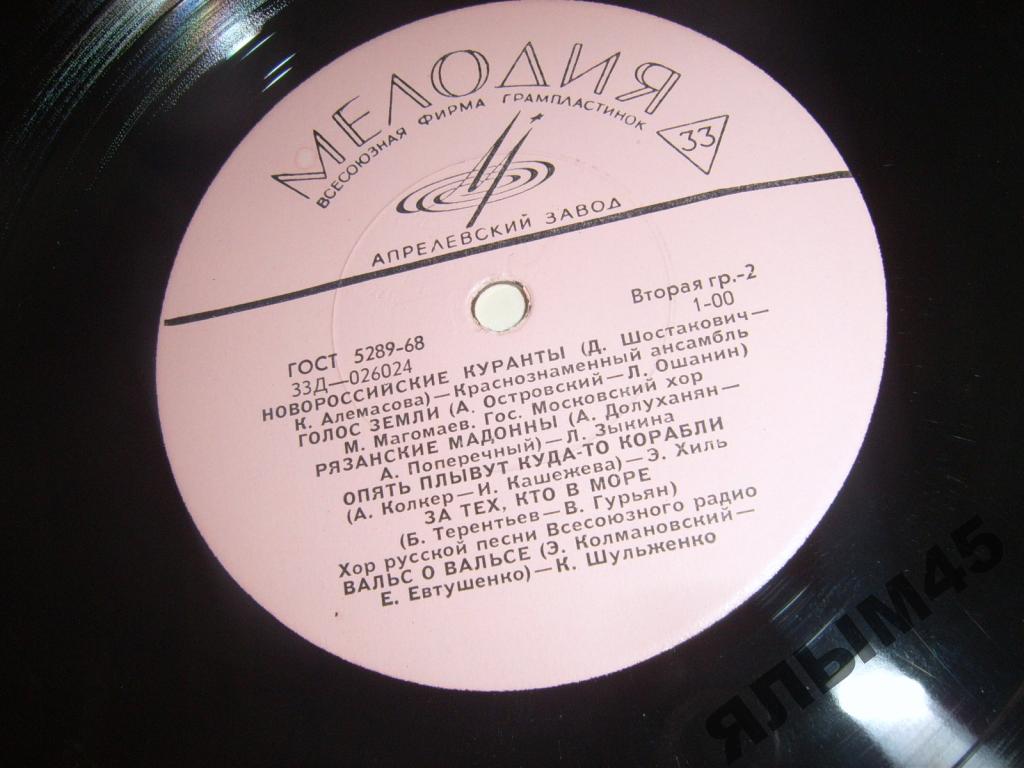 МЕЛОДИЯ
ВСЕСОЮЗНАЯ ФИРМА ГРАМПЛАСТИНОК
33
АПРЕЛЕВСКИЙ ЗАВОД
ГОСТ 5289-68
Вторая гр.-2
33Д—026024
1-00
НОВОРОССИЙСКИЕ КУРАНТЫ (Д. Шостакович—
К. Алемасова)—Краснознаменный ансамбль
ГОЛОС ЗЕМЛИ (А. Островский—Л. Ошанин)
М. Магомаев. Гос. Московский хор
РЯЗАНСКИЕ МАДОННЫ (А. Долуханян—
А. Поперечный)—Л. Зыкина
ОПЯТЬ ПЛЫВУТ КУДА-ТО КОРАБЛИ
(А. Колкер—И. Кашежева)—Э. Хиль
ЗА ТЕХ, КТО В МОРЕ
(Б. Терентьев—В. Гурьян)
Хор русской песни Всесоюзного радио
ВАЛЬС О ВАЛЬСЕ (Э. Колмановский—
Е. Евтушенко)—К. Шульженко
ЯЛЫМ45